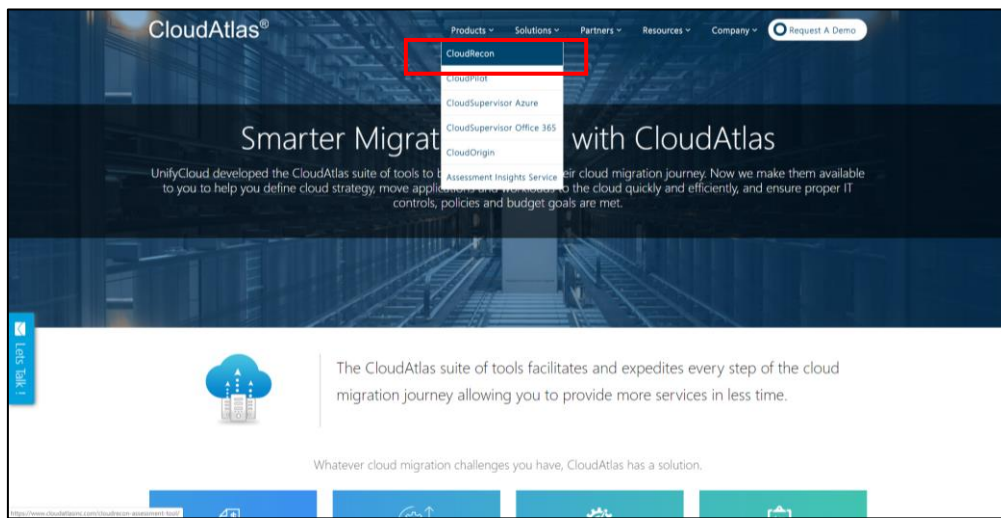 CloudAtlas®
Products
Solutions
Partners
Resources
Company
Request A Demo
CloudRecon
CloudPilot
CloudSupervisor Azure
CloudSupervisor Office 365
CloudOrigin
Assessment Insights Service
Smarter Migrat with CloudAtlas
UnifyCloud developed the CloudAtlas suite of tools to b eir cloud migration journey. Now we make them available
to you to help you define cloud strategy, move applications and workloads to the cloud quickly and efficiently, and ensure proper IT
controls, policies and budget goals are met.
Lets Talk !
The CloudAtlas suite of tools facilitates and expedites every step of the cloud
migration journey allowing you to provide more services in less time.
Whatever cloud migration challenges you have, CloudAtlas has a solution.
https://www.cloudatlasinc.com/cloudrecon-assessment-tool/